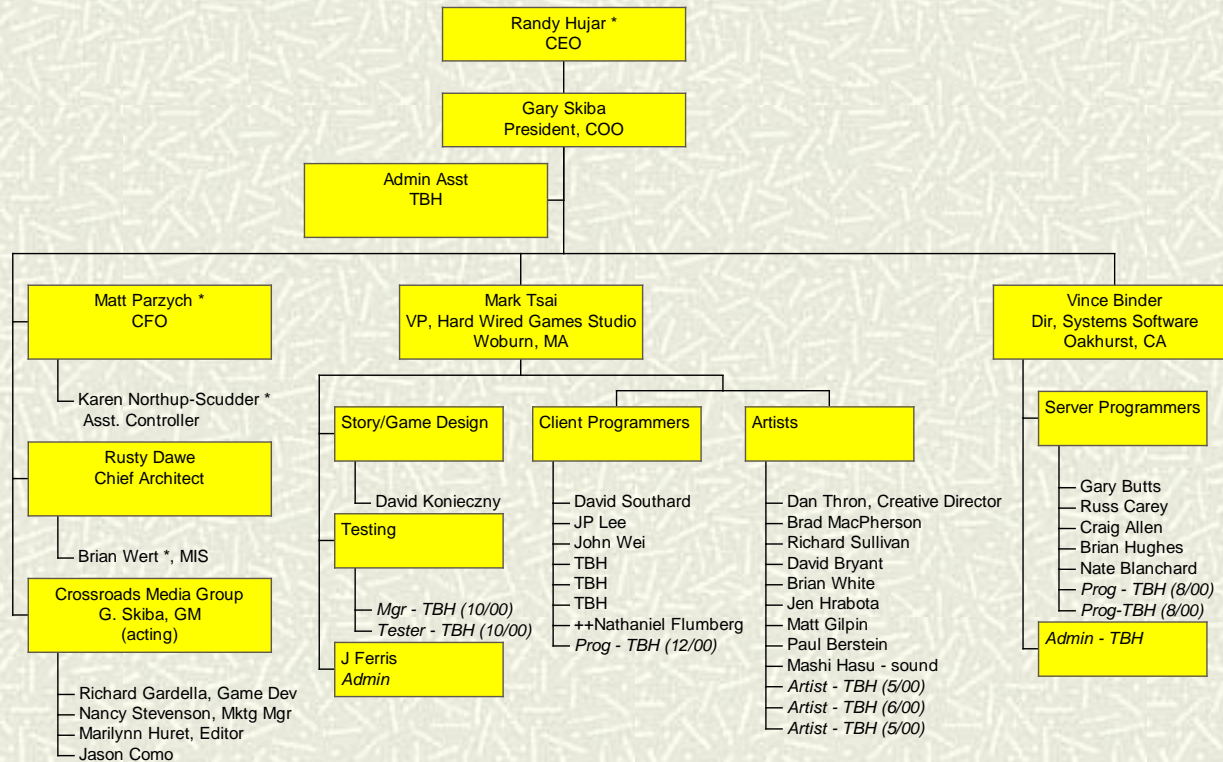 Randy Hujar *
CEO
Gary Skiba
President, COO
Admin Asst
TBH
Matt Parzych *
CFO
Karen Northup-Scudder *
Asst. Controller
Rusty Dawe
Chief Architect
Brian Wert *, MIS
Crossroads Media Group
G. Skiba, GM
(acting)
Richard Gardella, Game Dev
Nancy Stevenson, Mktg Mgr
Marilynn Huret, Editor
Jason Como
Mark Tsai
VP, Hard Wired Games Studio
Woburn, MA
Story/Game Design
David Konieczny
Testing
Mgr - TBH (10/00)
Tester - TBH (10/00)
J Ferris
Admin
Client Programmers
David Southard
JP Lee
John Wei
TBH
TBH
TBH
++Nathaniel Flumberg
Prog - TBH (12/00)
Artists
Dan Thron, Creative Director
Brad MacPherson
Richard Sullivan
David Bryant
Brian White
Jen Hrabota
Matt Gilpin
Paul Berstein
Mashi Hasu - sound
Artist - TBH (5/00)
Artist - TBH (6/00)
Artist - TBH (5/00)
Vince Binder
Dir, Systems Software
Oakhurst, CA
Server Programmers
Gary Butts
Russ Carey
Craig Allen
Brian Hughes
Nate Blanchard
Prog - TBH (8/00)
Prog-TBH (8/00)
Admin - TBH